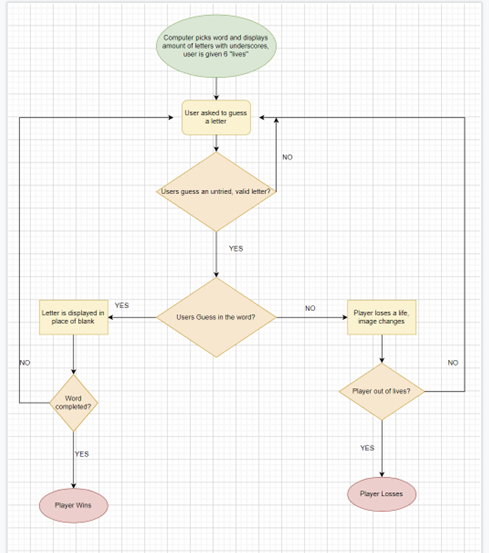 Computer picks word and displays
amount of letters with underscores,
user is given 6 "lives"
User asked to guess
a letter
NO
Users guess an untried, valid letter?
YES
YES
NO
Letter is displayed in
place of blank
Users Guess in the word?
Player loses a life,
image changes
NO
NO
Word
completed?
Player out of lives?
YES
YES
Player Wins
Player Losses